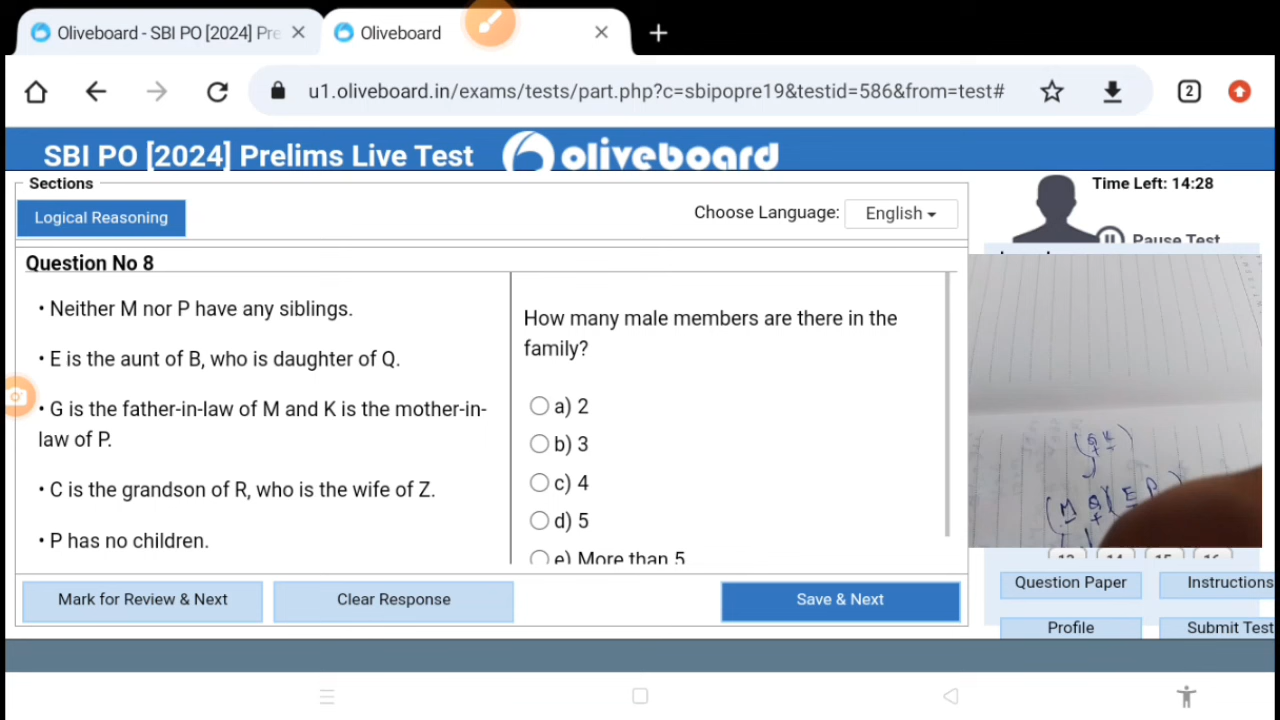 Oliveboard - SBI PO [2024] Pre
Oliveboard
u1.oliveboard.in/exams/tests/part.php?c=sbipopre19&testid=586&from=test#
2
SBI PO [2024] Prelims Live Test
oliveboard
Sections
Logical Reasoning
Choose Language:
English
Time Left: 14:28
Pause Test
Question No 8
• Neither M nor P have any siblings.
• E is the aunt of B, who is daughter of Q.
• G is the father-in-law of M and K is the mother-in-
law of P.
• C is the grandson of R, who is the wife of Z.
• P has no children.
How many male members are there in the
family?
a) 2
b) 3
c) 4
d) 5
e) More than 5
M Q E P
13 14 15 16
Mark for Review & Next
Clear Response
Save & Next
Question Paper
Instructions
Profile
Submit Test